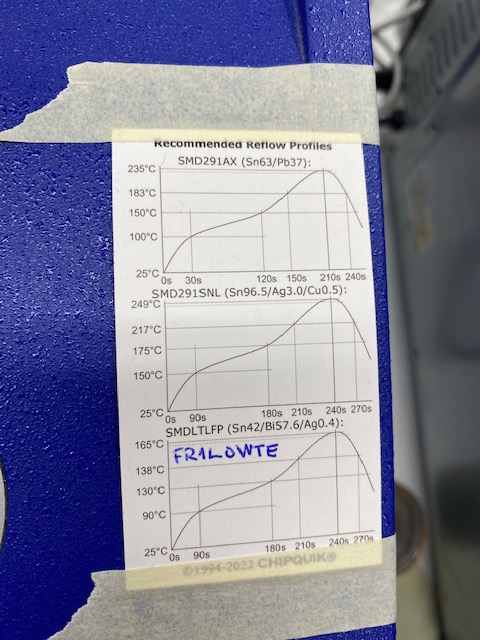 Recommended Reflow Profiles
SMD291AX (Sn63/Pb37):
235°C
183°C
150°C
100°C
25°C
0s 30s 120s 150s 210s 240s
SMD291SNL (Sn96.5/Ag3.0/Cu0.5):
249°C
217°C
175°C
150°C
25°C
0s 90s 180s 210s 240s 270s
SMDLTLFP (Sn42/Bi57.6/Ag0.4):
165°C
FR1LOWTE
138°C
130°C
90°C
25°C
0s 90s 180s 210s 240s 270s
©1994-2022 CHIPQUIK®